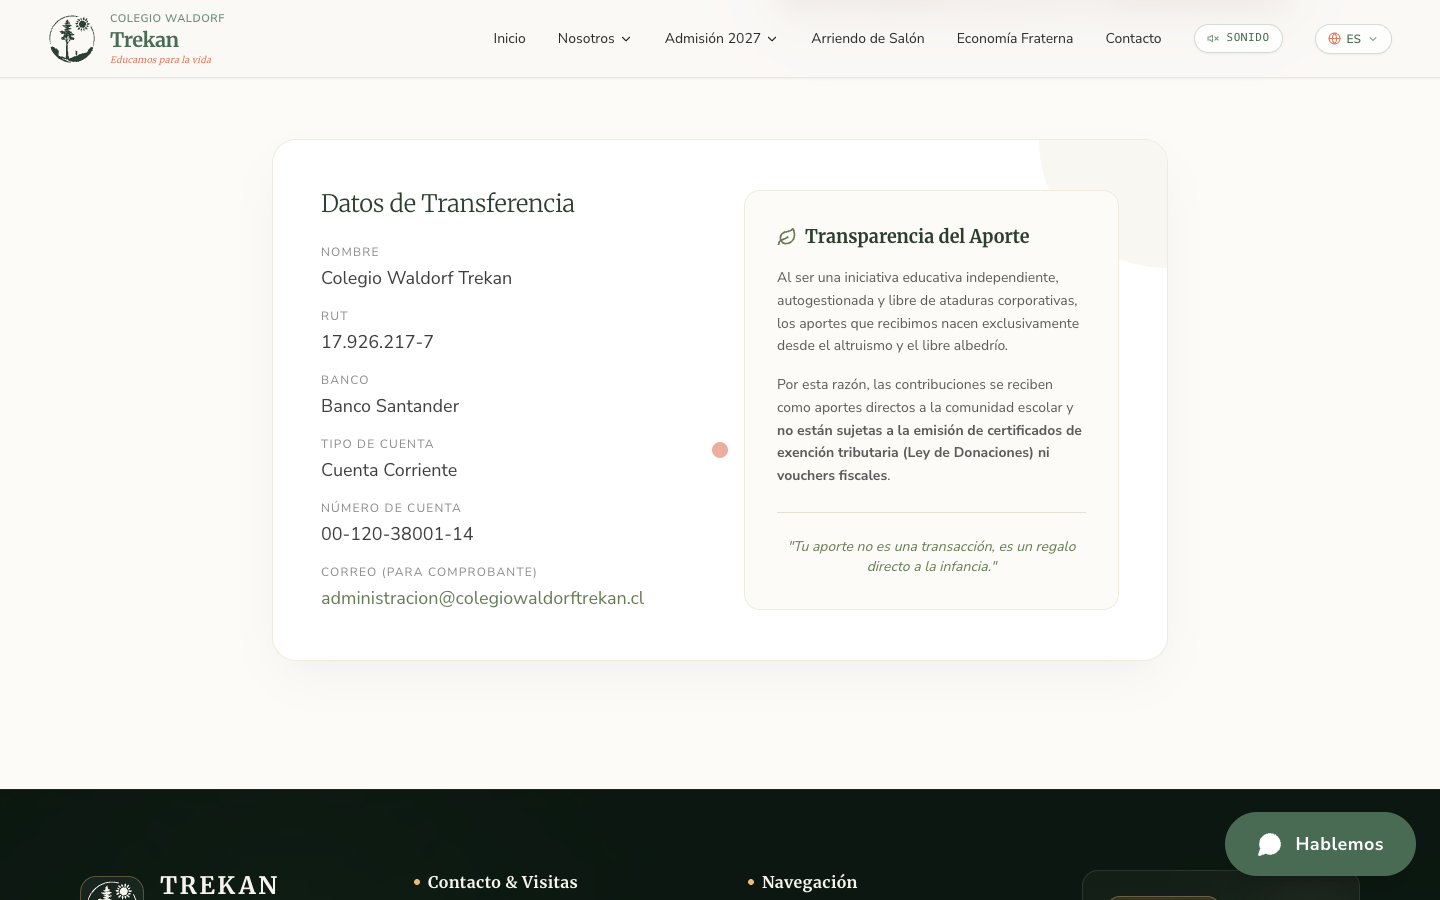 COLEGIO WALDORF
Trekan
Educamos para la vida
Inicio
Nosotros
Admisión 2027
Arriendo de Salón
Economía Fraterna
Contacto
SONIDO
ES
Datos de Transferencia
NOMBRE
Colegio Waldorf Trekan
RUT
17.926.217-7
BANCO
Banco Santander
TIPO DE CUENTA
Cuenta Corriente
NÚMERO DE CUENTA
00-120-38001-14
CORREO (PARA COMPROBANTE)
administracion@colegiowaldorftrekan.cl
Transparencia del Aporte
Al ser una iniciativa educativa independiente,
autogestionada y libre de ataduras corporativas,
los aportes que recibimos nacen exclusivamente
desde el altruismo y el libre albedrío.
Por esta razón, las contribuciones se reciben
como aportes directos a la comunidad escolar y
no están sujetas a la emisión de certificados de
exención tributaria (Ley de Donaciones) ni
vouchers fiscales.
"Tu aporte no es una transacción, es un regalo
directo a la infancia."
Hablemos
TREKAN
Contacto & Visitas
Navegación